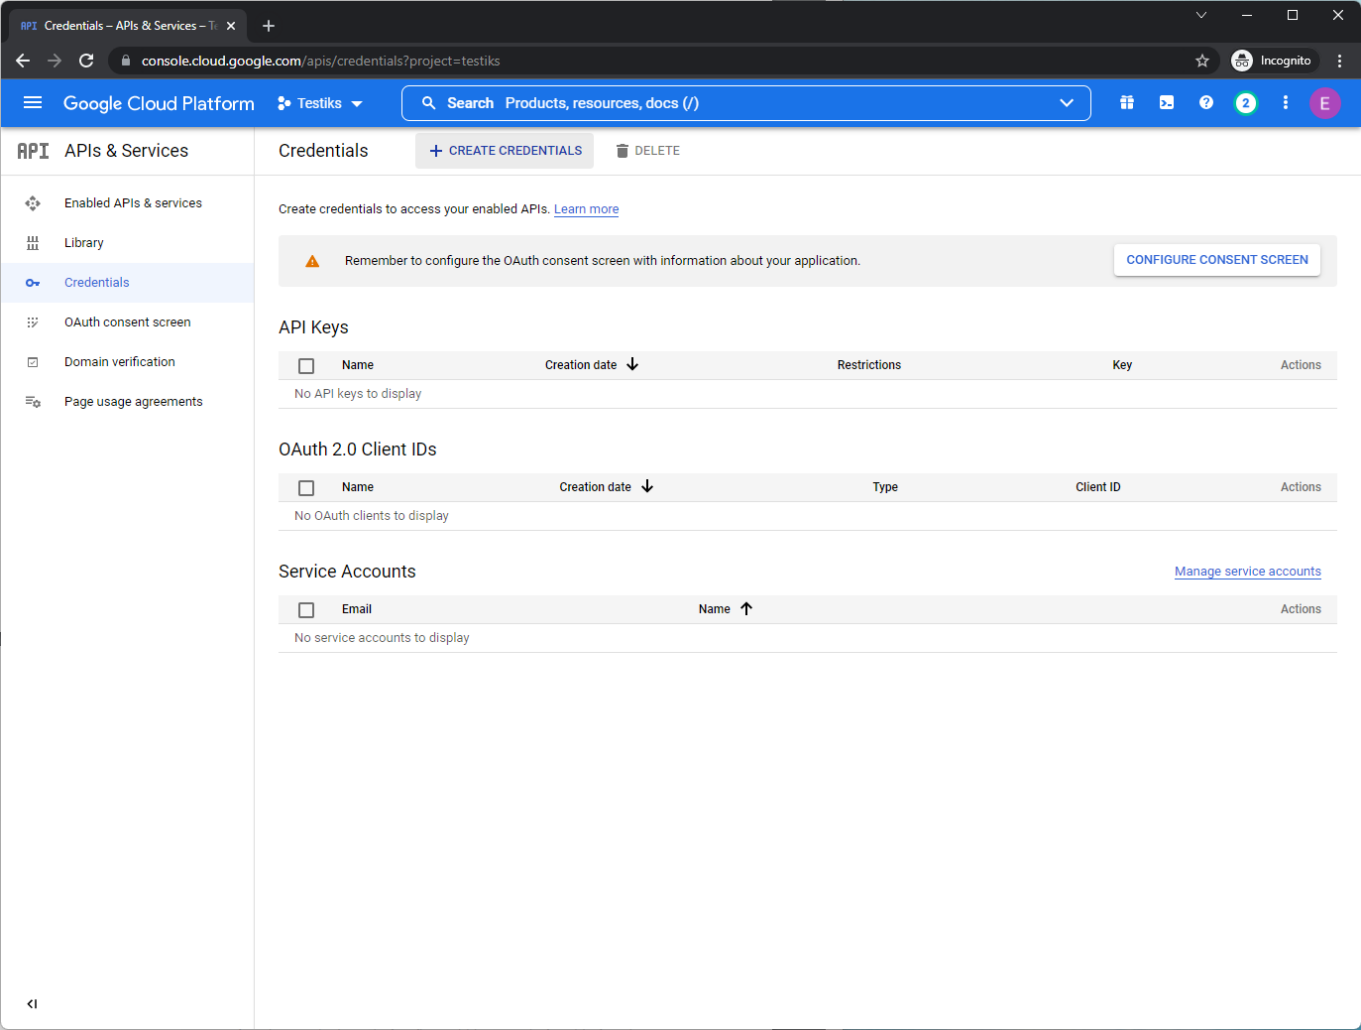 API Credentials – APIs & Services –
console.cloud.google.com/apis/credentials?project=testiks
Incognito
Google Cloud Platform
Testiks
Search Products, resources, docs (/)
2
E
API APIs & Services
Credentials
CREATE CREDENTIALS
DELETE
Enabled APIs & services
Library
Credentials
OAuth consent screen
Domain verification
Page usage agreements
Create credentials to access your enabled APIs. Learn more
Remember to configure the OAuth consent screen with information about your application.
CONFIGURE CONSENT SCREEN
API Keys
Name Creation date Restrictions Key Actions
No API keys to display
OAuth 2.0 Client IDs
Name Creation date Type Client ID Actions
No OAuth clients to display
Service Accounts
Manage service accounts
Email Name Actions
No service accounts to display